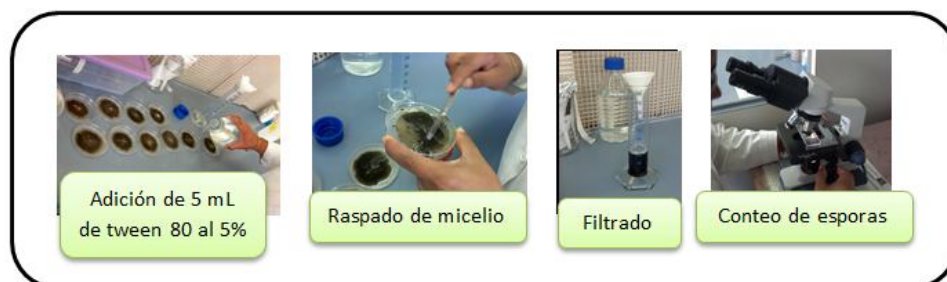 Adición de 5 mL
de tween 80 al 5%
Raspado de micelio
Filtrado
Conteo de esporas